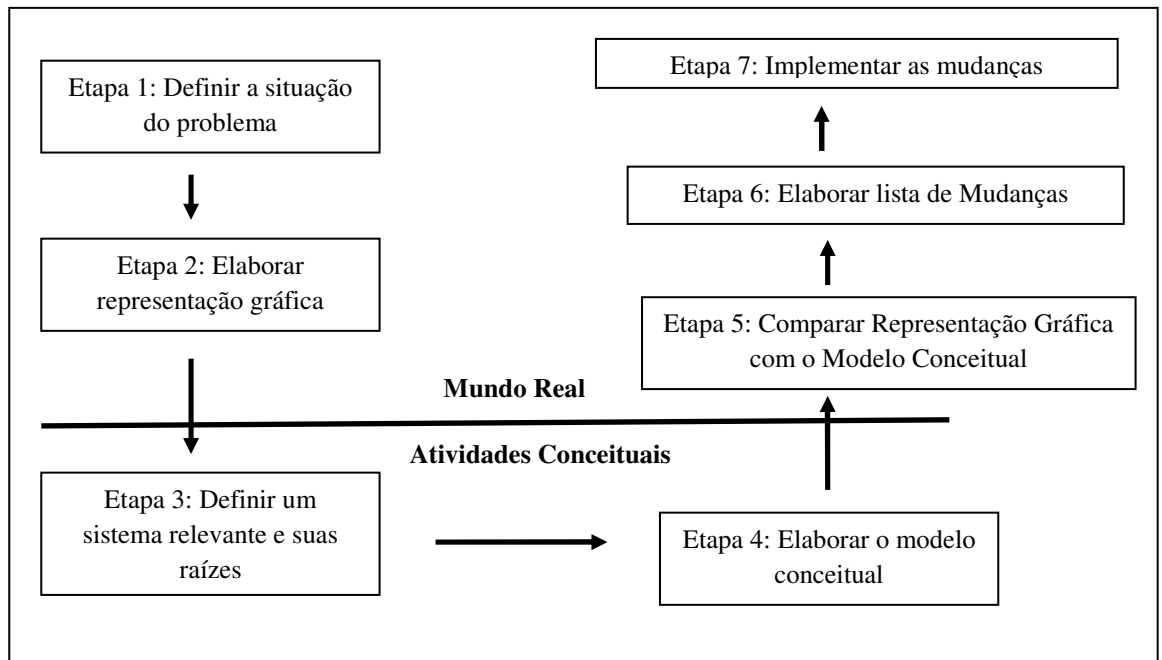 Etapa 1: Definir a situação
do problema
Etapa 2: Elaborar
representação gráfica
Mundo Real
Atividades Conceituais
Etapa 3: Definir um
sistema relevante e suas
raízes
Etapa 4: Elaborar o modelo
conceitual
Etapa 5: Comparar Representação Gráfica
com o Modelo Conceitual
Etapa 6: Elaborar lista de Mudanças
Etapa 7: Implementar as mudanças